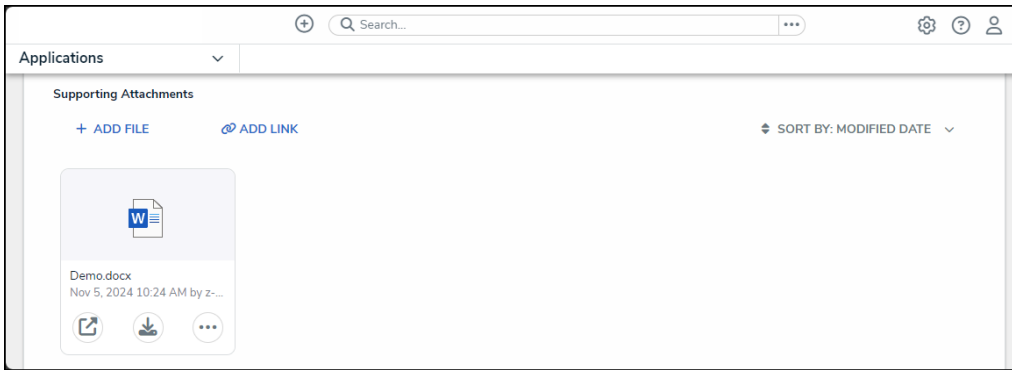 Search...
Applications
Supporting Attachments
+ ADD FILE
ADD LINK
SORT BY: MODIFIED DATE
W
Demo.docx
Nov 5, 2024 10:24 AM by z-...